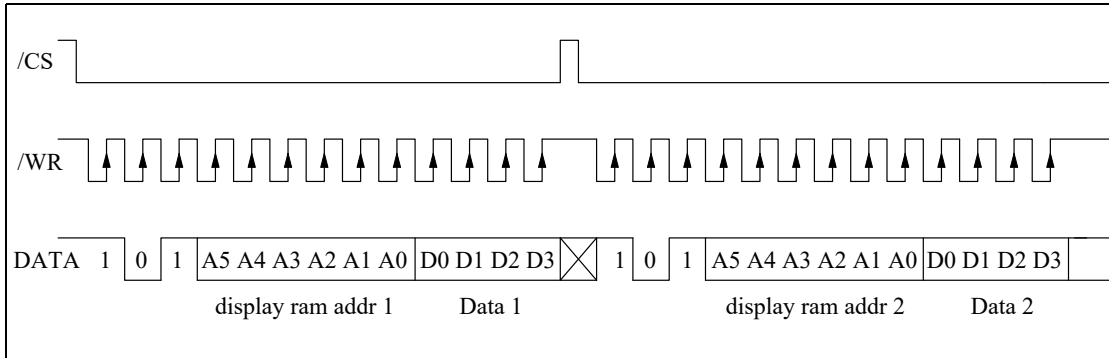 /CS
/WR
DATA 1 0 1 A5 A4 A3 A2 A1 A0 D0 D1 D2 D3 1 0 1 A5 A4 A3 A2 A1 A0 D0 D1 D2 D3
display ram addr 1 Data 1 display ram addr 2 Data 2